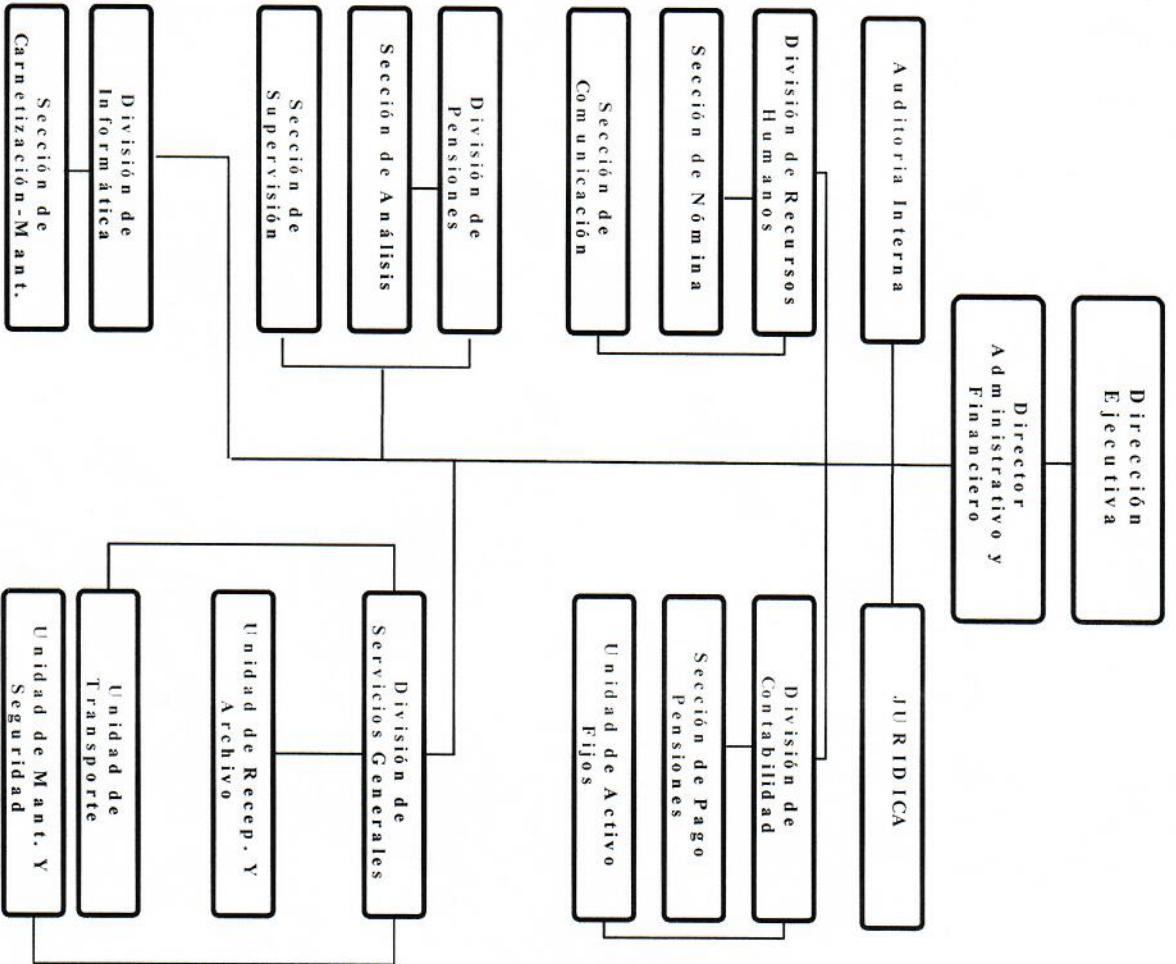 Dirección
Ejecutiva
Director
Administrativo y
Financiero
Auditoria Interna
JURIDICA
División de Recursos
Humanos
Sección de Nómina
Sección de
Comunicación
División de
Contabilidad
Sección de Pago
Pensiones
Unidad de Activo
Fijos
División de
Pensiones
Sección de Análisis
Sección de
Supervisión
División de
Servicios Generales
Unidad de Recep. Y
Archivo
Unidad de
Transporte
Unidad de Mant. Y
Seguridad
División de
Informática
Sección de
Carnetización-Mant.